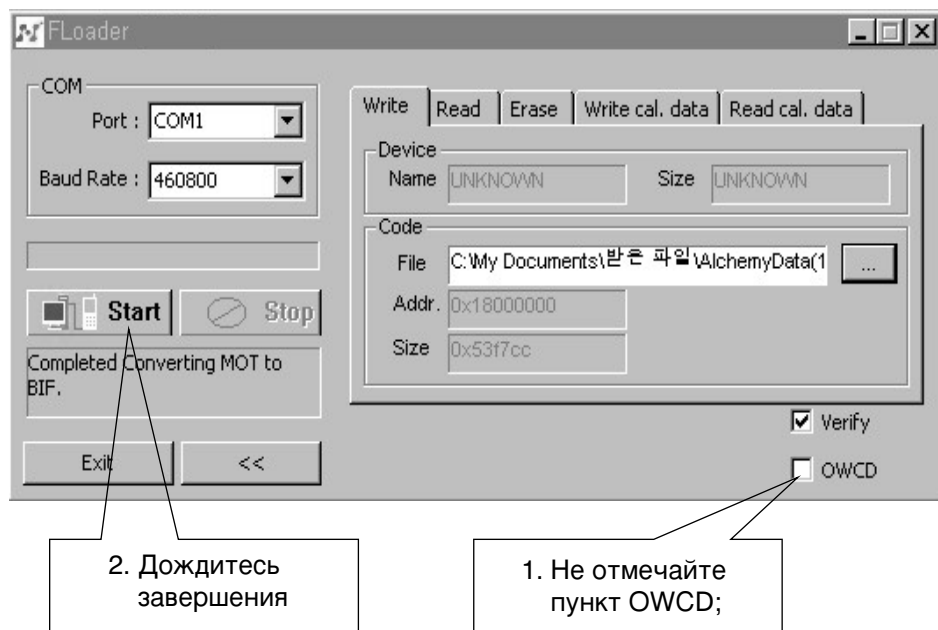 FLoader
COM
Port : COM1
Baud Rate : 460800
Start Stop
Completed Converting MOT to
BIF.
Exit <<
Write Read Erase Write cal. data Read cal. data
Device
Name UNKNOWN Size UNKNOWN
Code
File C:\My Documents\받은 파일\AlchemyData(1 ...
Addr. 0x18000000
Size 0x53f7cc
Verify
OWCD
2. Дождитесь
завершения
1. Не отмечайте
пункт OWCD;